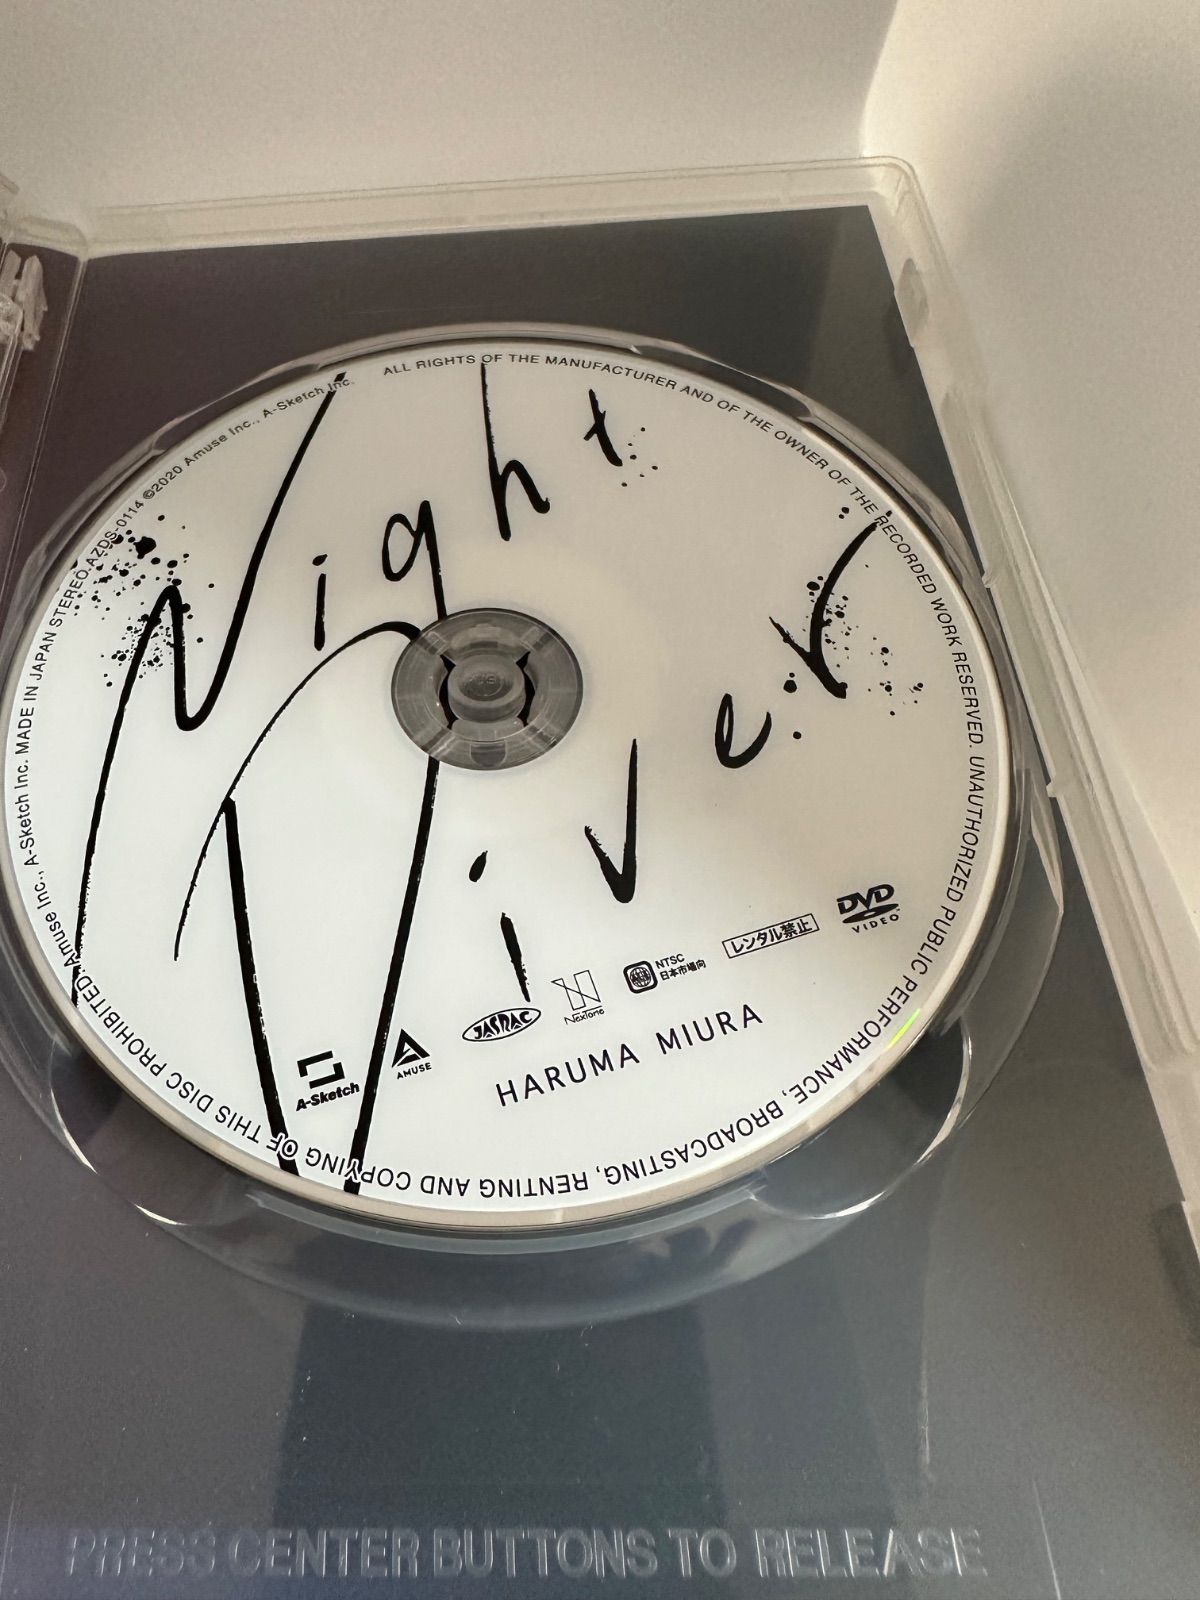 Night
Diver
HARUMA MIURA
A-Sketch
AMUSE
JASRAC
NexTone
NTSC
日本市場向
レンタル禁止
DVD
VIDEO
ALL RIGHTS OF THE MANUFACTURER AND OF THE OWNER OF THE RECORDED WORK RESERVED. UNAUTHORIZED PUBLIC PERFORMANCE, BROADCASTING, RENTING AND COPYING OF THIS DISC PROHIBITED. Amuse Inc., A-Sketch Inc. MADE IN JAPAN STEREO AZDS-0114 ©2020 Amuse Inc., A-Sketch Inc.
PRESS CENTER BUTTONS TO RELEASE